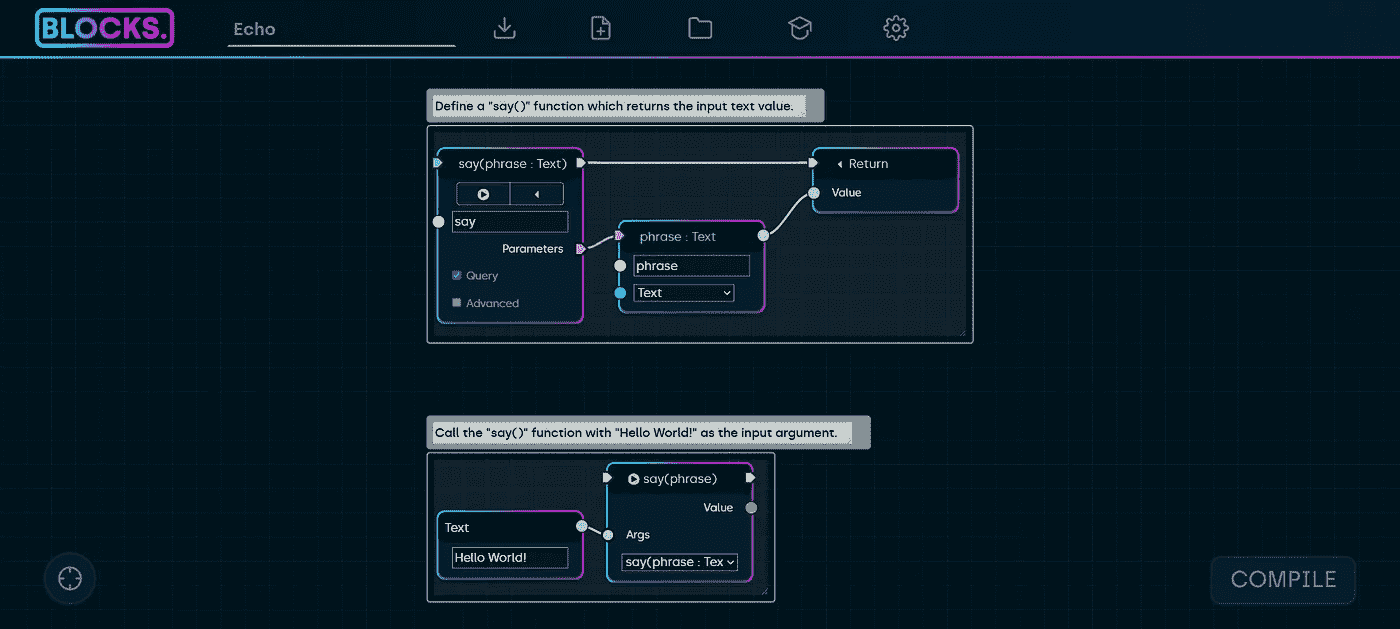 BLOCKS.
Echo
Define a "say()" function which returns the input text value.
say(phrase : Text)
say
Parameters
Query
Advanced
phrase : Text
phrase
Text
Return
Value
Call the "say()" function with "Hello World!" as the input argument.
Text
Hello World!
say(phrase)
Value
Args
say(phrase : Tex
COMPILE